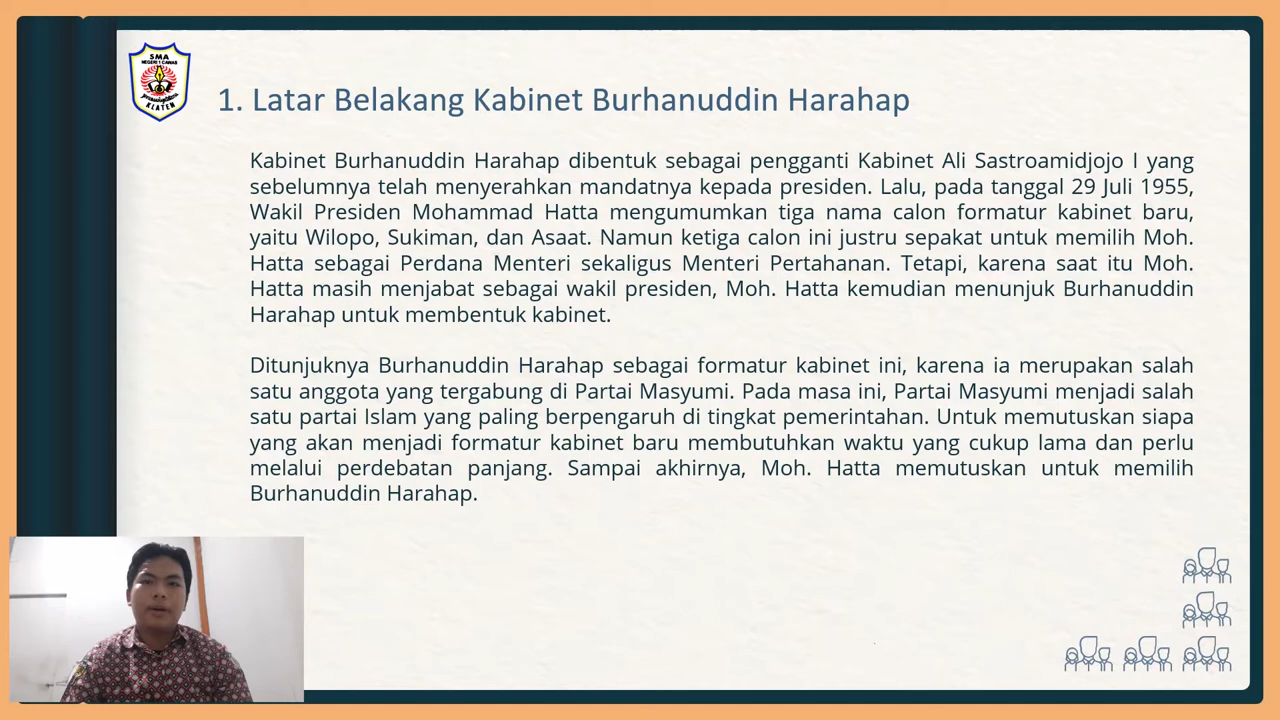 SMA
NEGERI 1 CAWAS
KLATEN
1. Latar Belakang Kabinet Burhanuddin Harahap
Kabinet Burhanuddin Harahap dibentuk sebagai pengganti Kabinet Ali Sastroamidjojo I yang
sebelumnya telah menyerahkan mandatnya kepada presiden. Lalu, pada tanggal 29 Juli 1955,
Wakil Presiden Mohammad Hatta mengumumkan tiga nama calon formatur kabinet baru,
yaitu Wilopo, Sukiman, dan Asaat. Namun ketiga calon ini justru sepakat untuk memilih Moh.
Hatta sebagai Perdana Menteri sekaligus Menteri Pertahanan. Tetapi, karena saat itu Moh.
Hatta masih menjabat sebagai wakil presiden, Moh. Hatta kemudian menunjuk Burhanuddin
Harahap untuk membentuk kabinet.
Ditunjuknya Burhanuddin Harahap sebagai formatur kabinet ini, karena ia merupakan salah
satu anggota yang tergabung di Partai Masyumi. Pada masa ini, Partai Masyumi menjadi salah
satu partai Islam yang paling berpengaruh di tingkat pemerintahan. Untuk memutuskan siapa
yang akan menjadi formatur kabinet baru membutuhkan waktu yang cukup lama dan perlu
melalui perdebatan panjang. Sampai akhirnya, Moh. Hatta memutuskan untuk memilih
Burhanuddin Harahap.